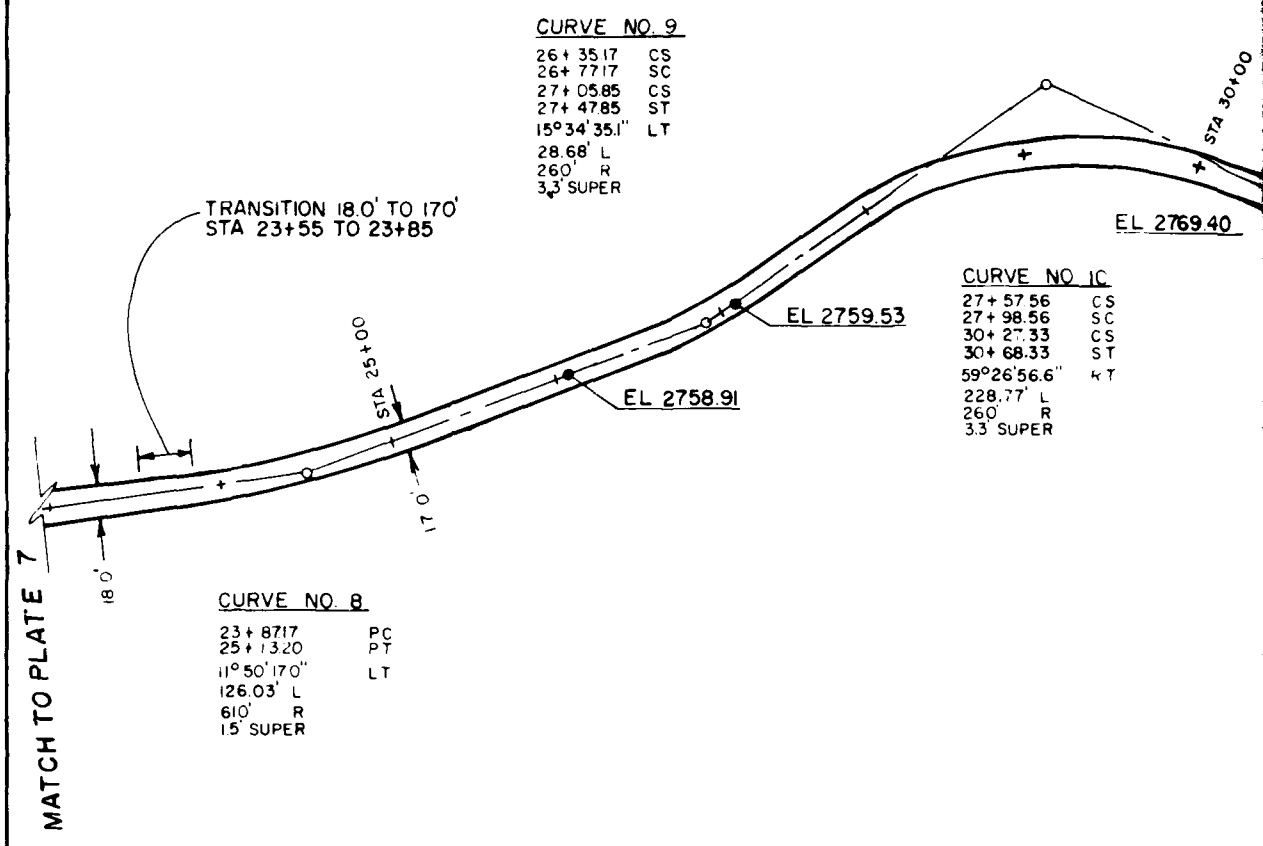 CURVE NO. 9
26+35.17 CS
26+77.17 SC
27+05.85 CS
27+47.85 ST
15°34'35.1" LT
28.68' L
260' R
3.3' SUPER
TRANSITION 18.0' TO 17.0'
STA 23+55 TO 23+85
STA 30+00
EL 2769.40
CURVE NO. 1C
27+57.56 CS
27+98.56 SC
30+27.33 CS
30+68.33 ST
59°26'56.6" RT
228.77' L
260' R
3.3' SUPER
EL 2759.53
STA 25+00
EL 2758.91
17.0'
18.0'
MATCH TO PLATE 7
CURVE NO. 8
23+87.17 PC
25+13.20 PT
11°50'17.0" LT
126.03' L
610' R
1.5' SUPER